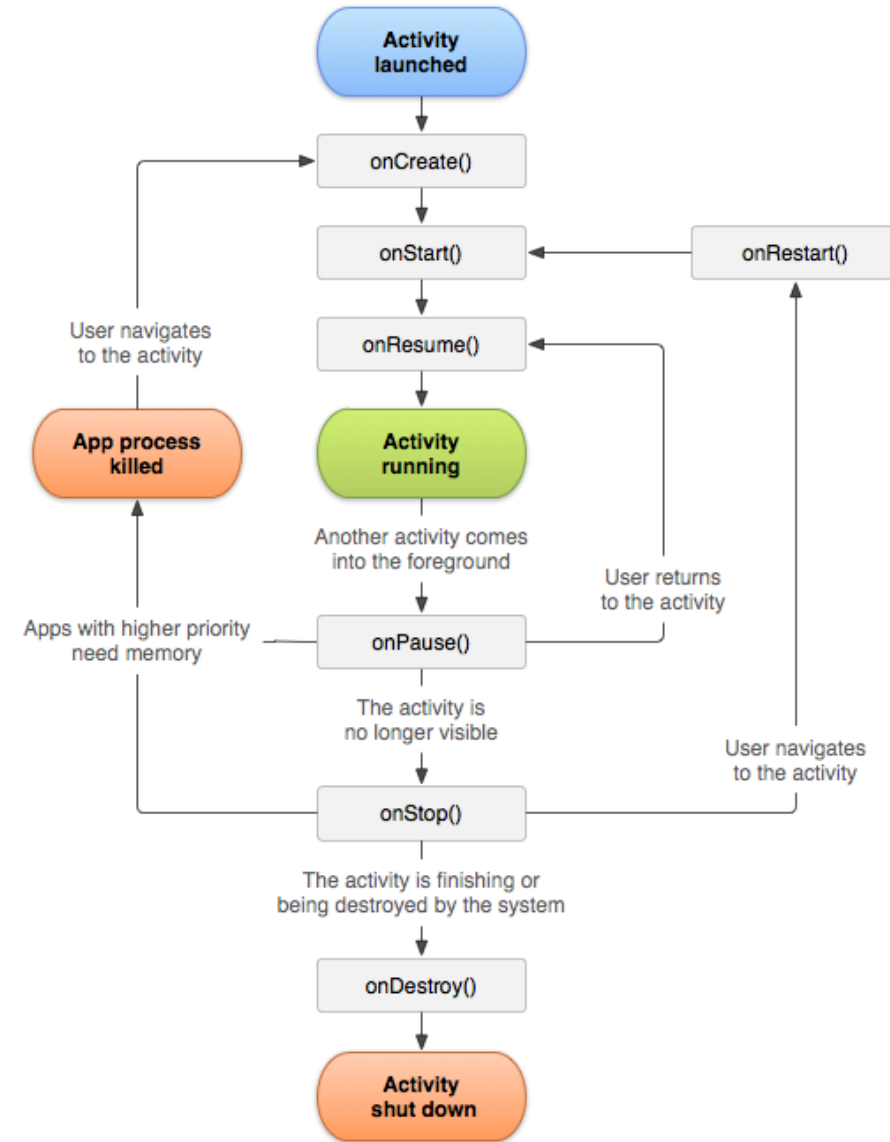 Activity
launched
onCreate()
onStart()
onRestart()
onResume()
User navigates
to the activity
App process
killed
Activity
running
Another activity comes
into the foreground
User returns
to the activity
Apps with higher priority
need memory
onPause()
The activity is
no longer visible
User navigates
to the activity
onStop()
The activity is finishing or
being destroyed by the system
onDestroy()
Activity
shut down